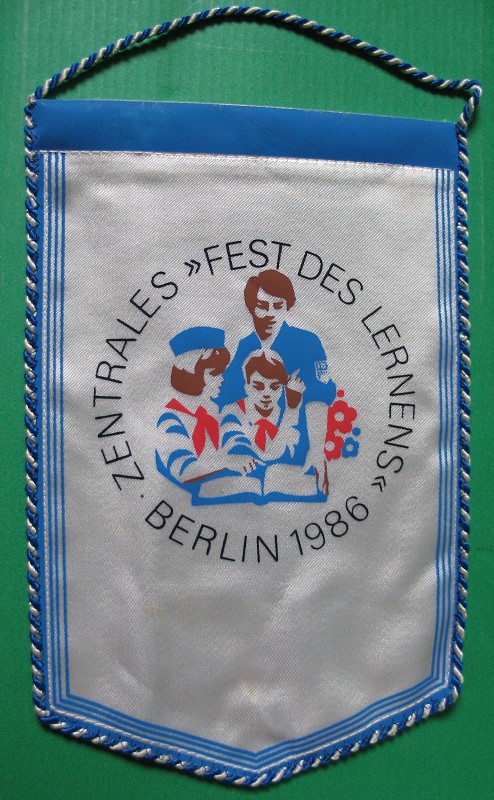 · ZENTRALES »FEST DES LERNENS«
BERLIN 1986